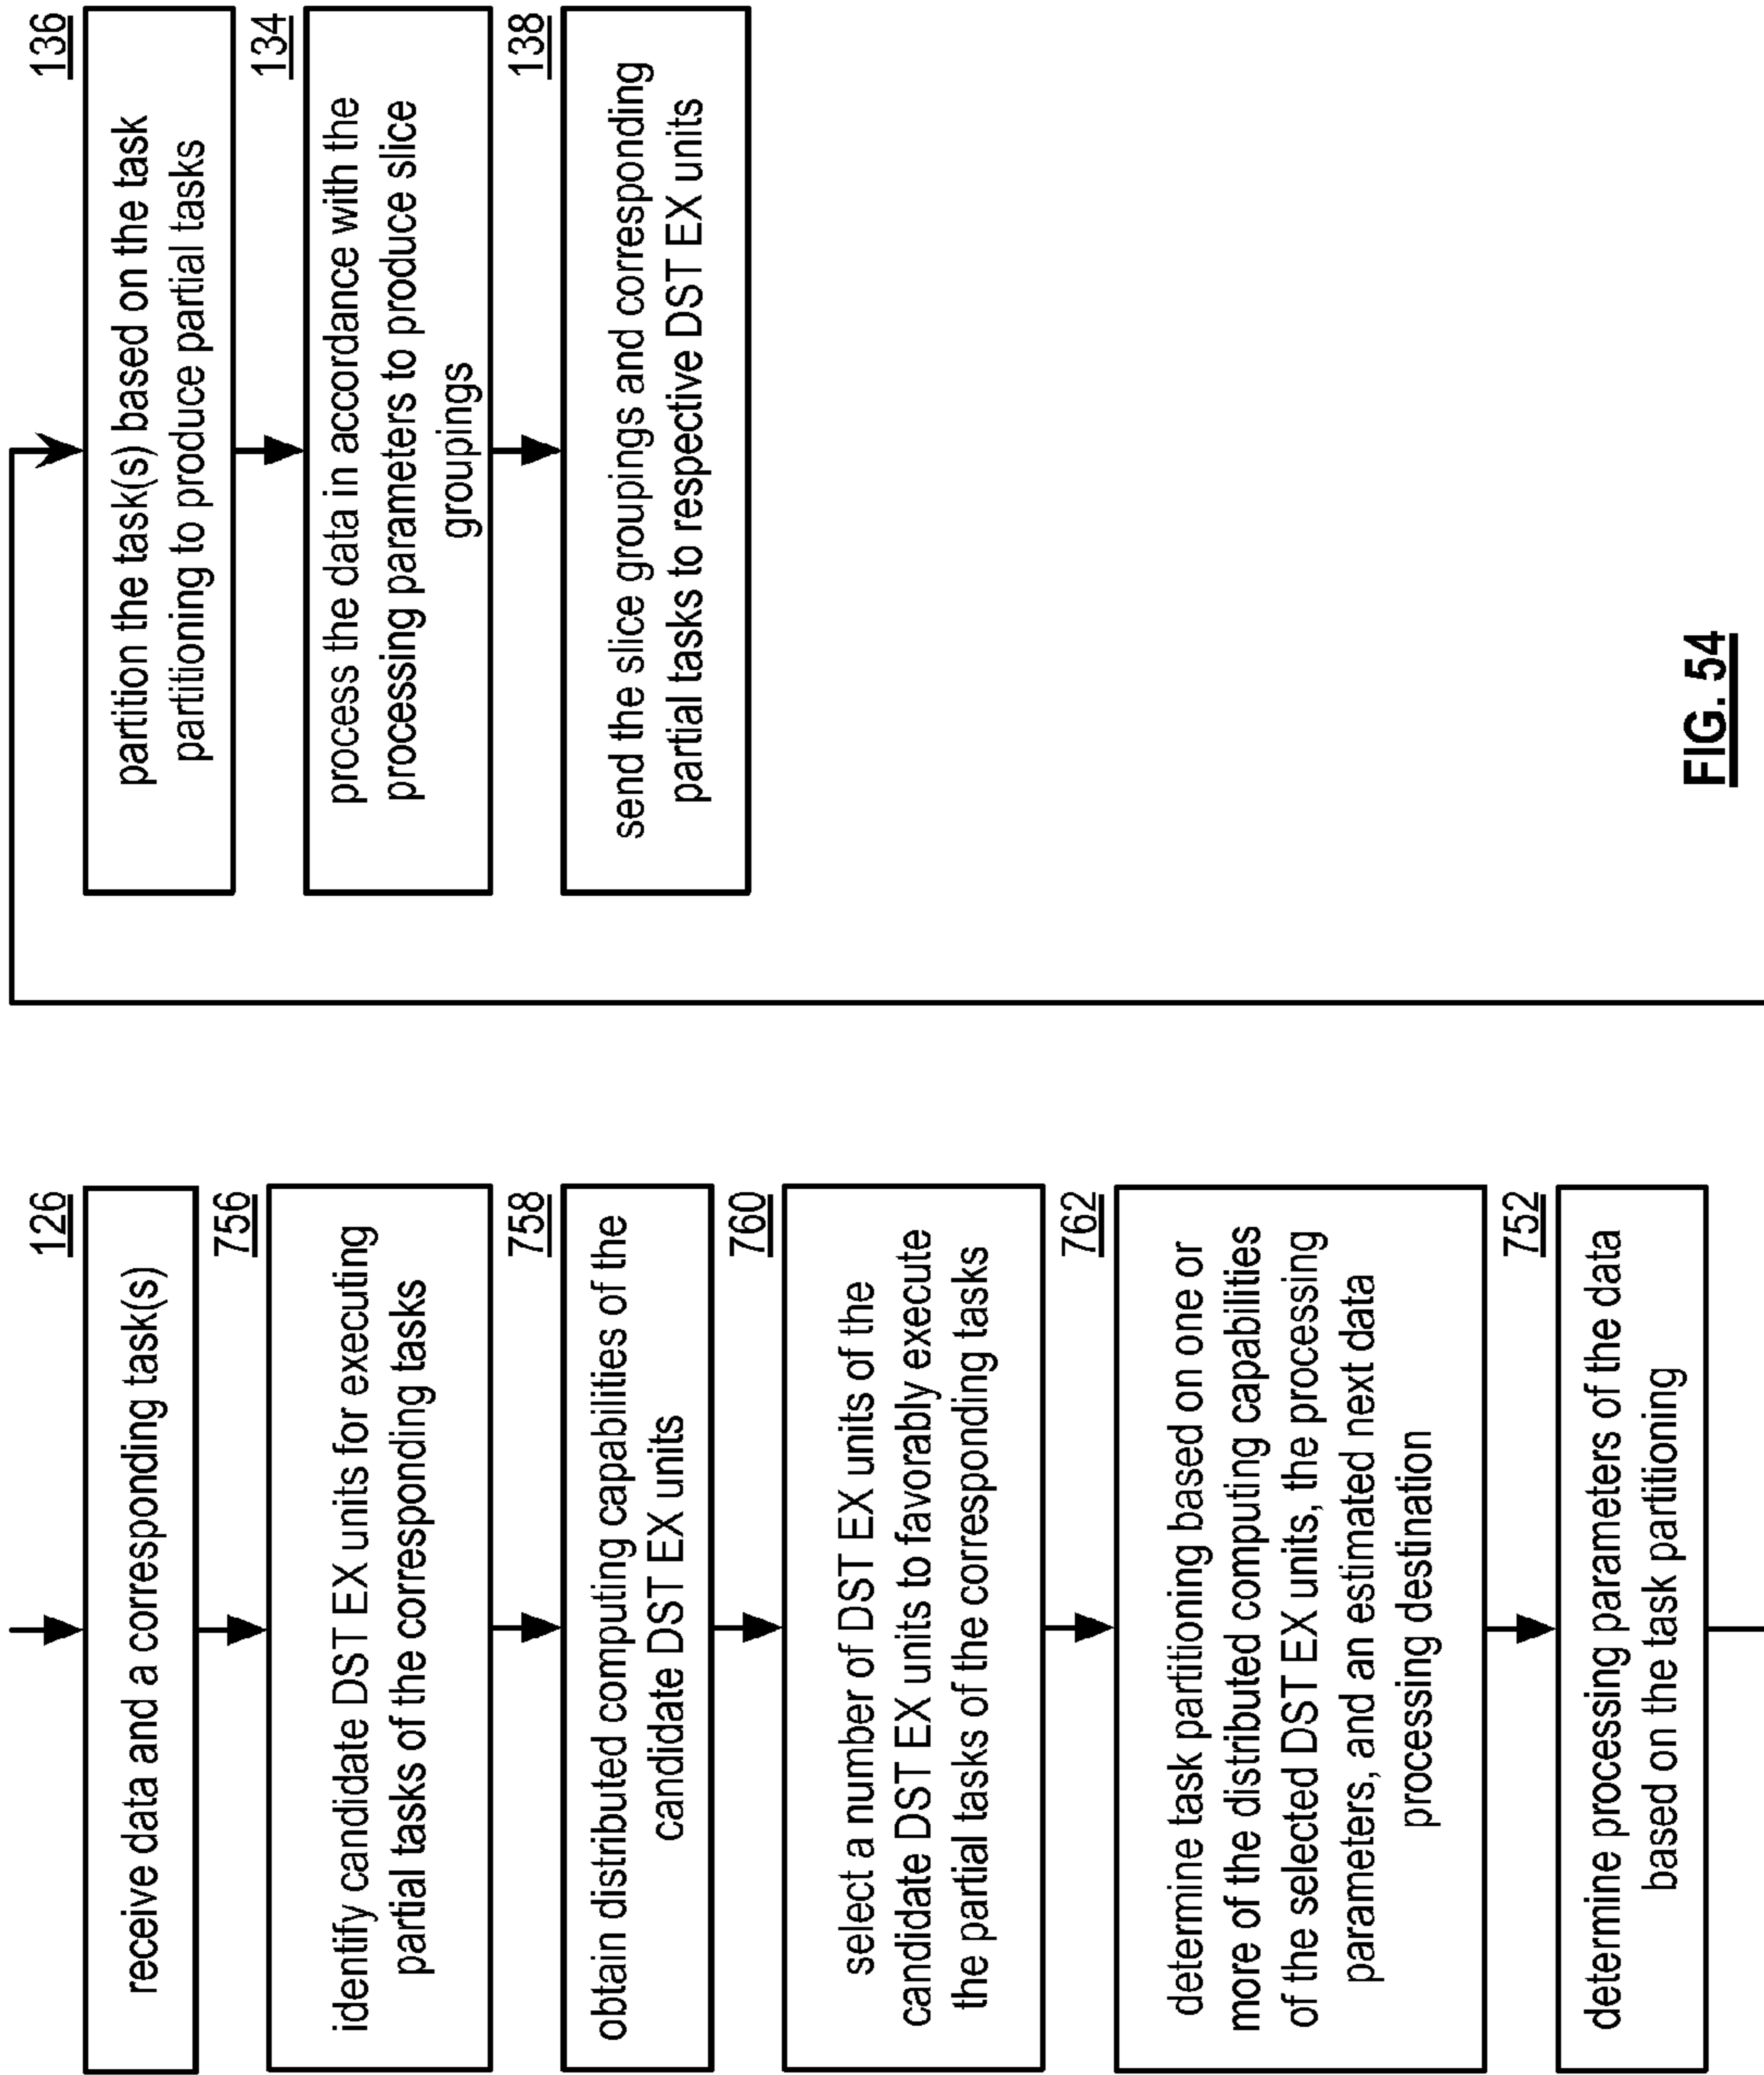 126
receive data and a corresponding task(s)
756
identify candidate DST EX units for executing
partial tasks of the corresponding tasks
758
obtain distributed computing capabilities of the
candidate DST EX units
760
select a number of DST EX units of the
candidate DST EX units to favorably execute
the partial tasks of the corresponding tasks
762
determine task partitioning based on one or
more of the distributed computing capabilities
of the selected DST EX units, the processing
parameters, and an estimated next data
processing destination
752
determine processing parameters of the data
based on the task partitioning
136
partition the task(s) based on the task
partitioning to produce partial tasks
134
process the data in accordance with the
processing parameters to produce slice
groupings
138
send the slice groupings and corresponding
partial tasks to respective DST EX units
FIG. 54